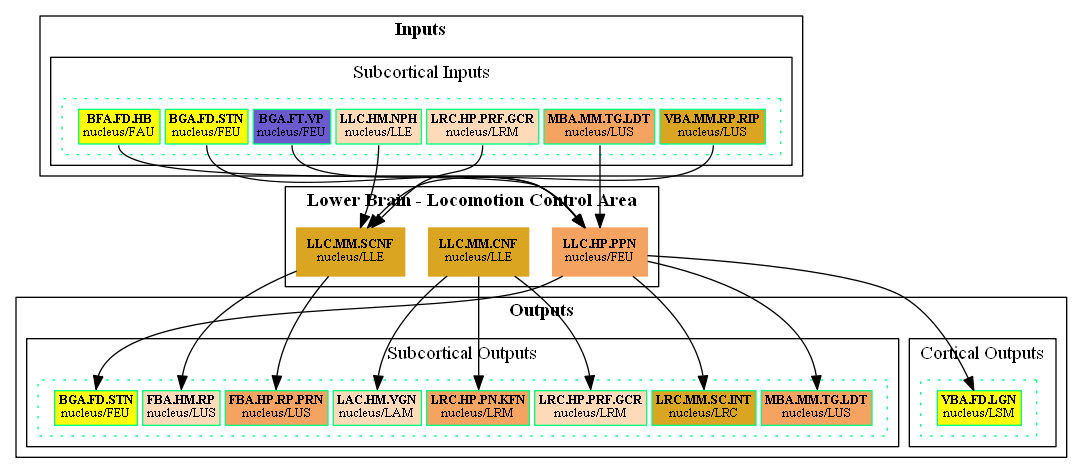 Inputs
Subcortical Inputs
BFA.FD.HB
nucleus/FAU
BGA.FD.STN
nucleus/FEU
BGA.FT.VP
nucleus/FEU
LLC.HM.NPH
nucleus/LLE
LRC.HP.PRF.GCR
nucleus/LRM
MBA.MM.TG.LDT
nucleus/LUS
VBA.MM.RP.RIP
nucleus/LUS
Lower Brain - Locomotion Control Area
LLC.MM.SCNF
nucleus/LLE
LLC.MM.CNF
nucleus/LLE
LLC.HP.PPN
nucleus/FEU
Outputs
Subcortical Outputs
BGA.FD.STN
nucleus/FEU
FBA.HM.RP
nucleus/LUS
FBA.HP.RP.PRN
nucleus/LUS
LAC.HM.VGN
nucleus/LAM
LRC.HP.PN.KFN
nucleus/LRM
LRC.HP.PRF.GCR
nucleus/LRM
LRC.MM.SC.INT
nucleus/LRC
MBA.MM.TG.LDT
nucleus/LUS
Cortical Outputs
VBA.FD.LGN
nucleus/LSM